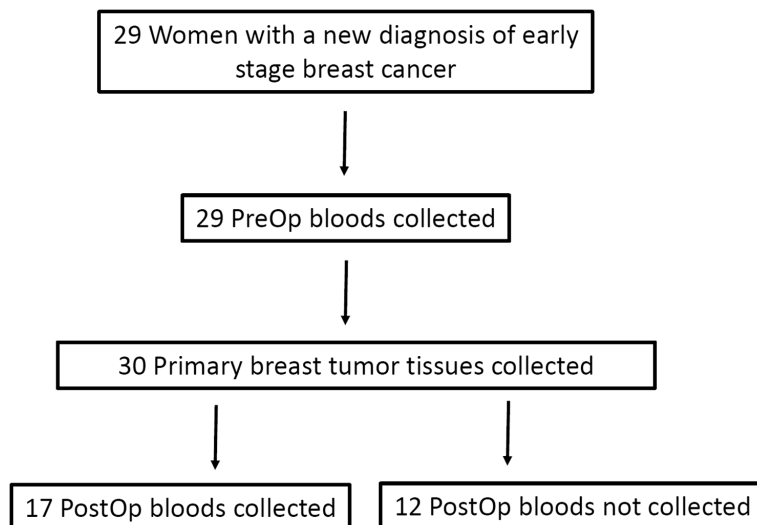 29 Women with a new diagnosis of early
stage breast cancer
29 PreOp bloods collected
30 Primary breast tumor tissues collected
17 PostOp bloods collected
12 PostOp bloods not collected